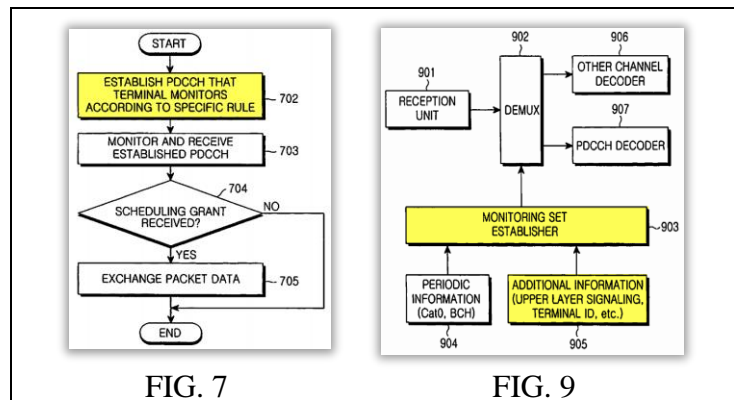 START
ESTABLISH PDCCH THAT
TERMINAL MONITORS
ACCORDING TO SPECIFIC RULE
702
MONITOR AND RECEIVE
ESTABLISHED PDCCH
703
704
SCHEDULING GRANT
RECEIVED?
NO
YES
EXCHANGE PACKET DATA
705
END
FIG. 7
902
906
901
OTHER CHANNEL
DECODER
RECEPTION
UNIT
DEMUX
907
PDCCH DECODER
MONITORING SET
ESTABLISHER
903
PERIODIC
INFORMATION
(Cat0, BCH)
904
ADDITIONAL INFORMATION
(UPPER LAYER SIGNALING,
TERMINAL ID, etc.)
905
FIG. 9